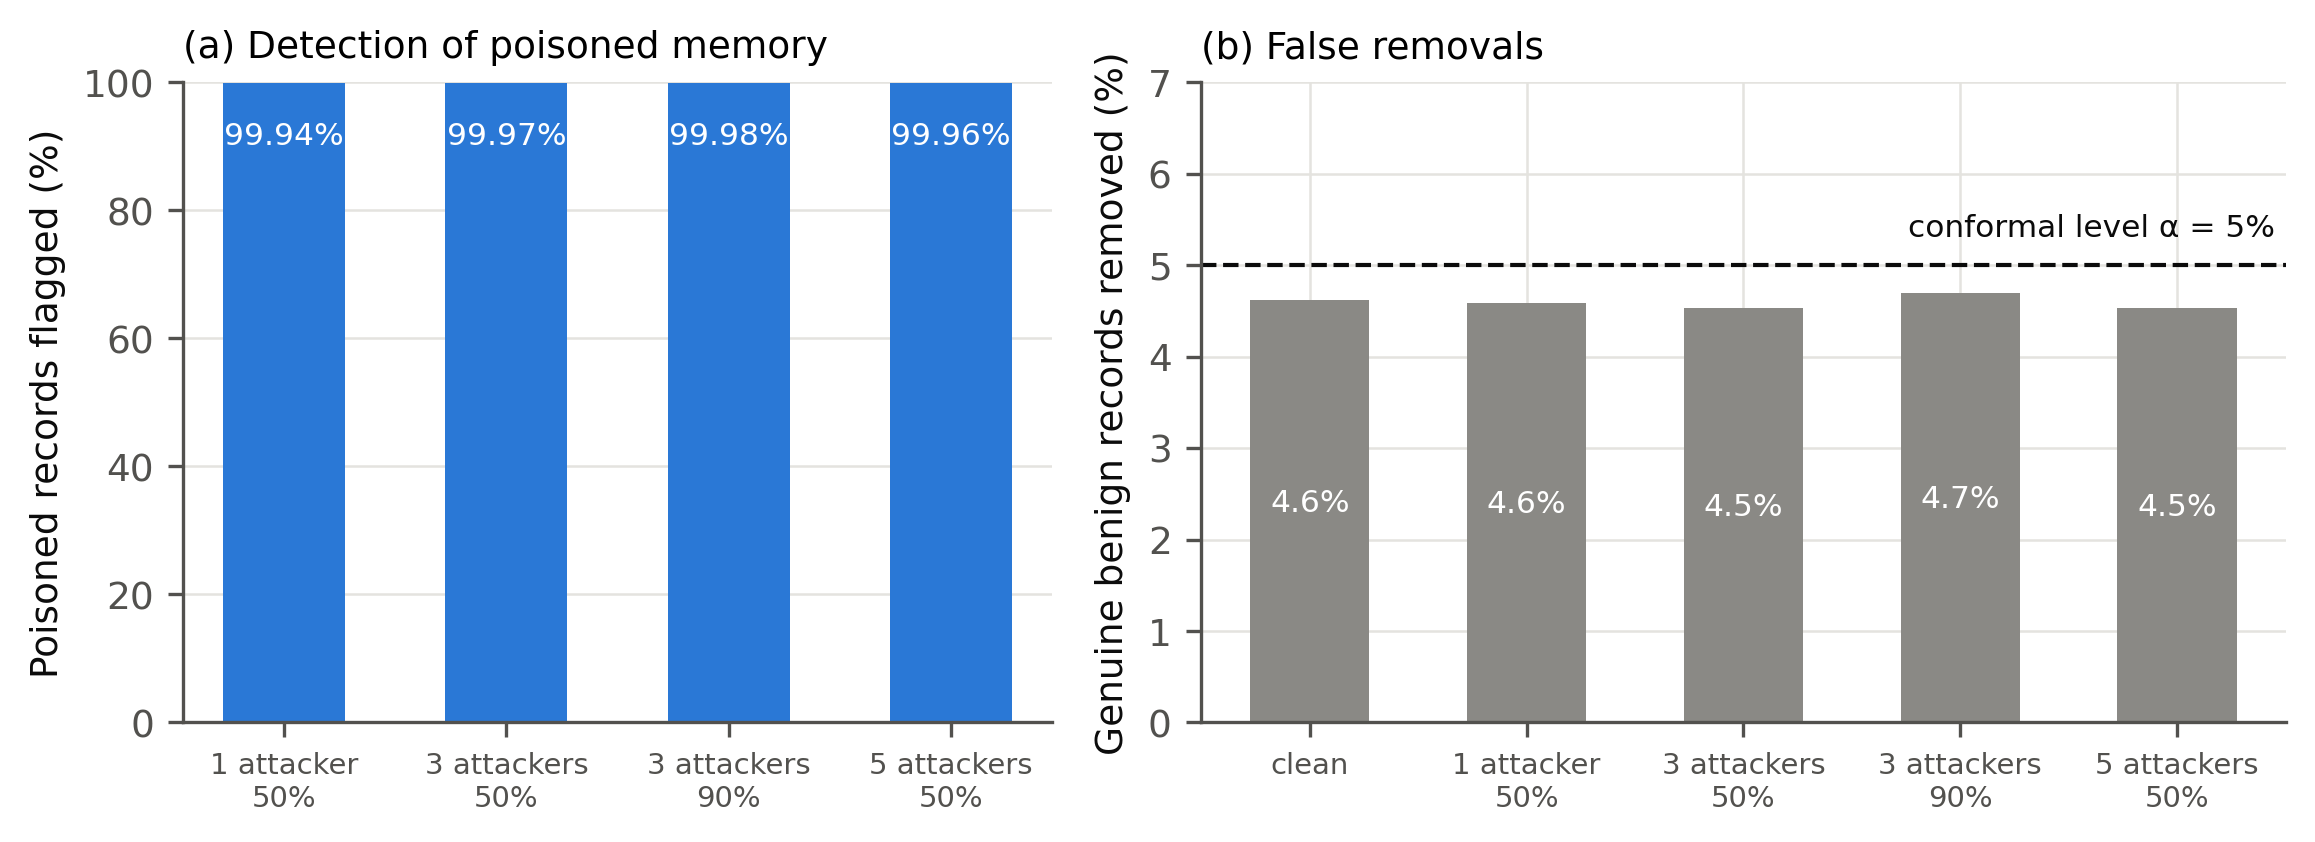 (a) Detection of poisoned memory
Poisoned records flagged (%)
100
80
60
40
20
0
99.94%
99.97%
99.98%
99.96%
1 attacker
50%
3 attackers
50%
3 attackers
90%
5 attackers
50%
(b) False removals
Genuine benign records removed (%)
7
6
5
4
3
2
1
0
conformal level α = 5%
4.6%
4.6%
4.5%
4.7%
4.5%
clean
1 attacker
50%
3 attackers
50%
3 attackers
90%
5 attackers
50%